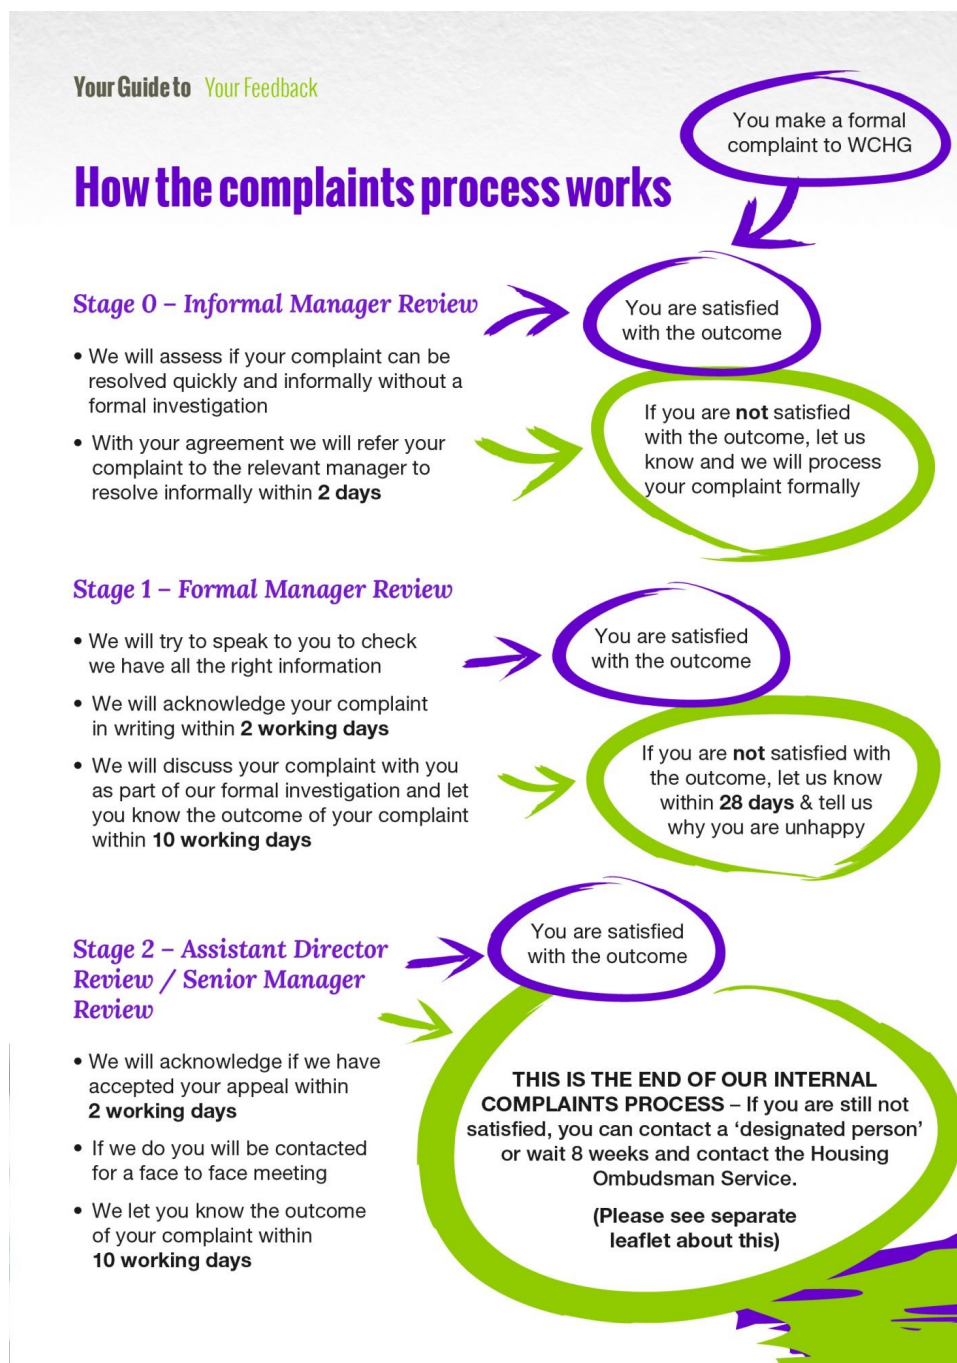 Your Guide to Your Feedback
You make a formal
complaint to WCHG
How the complaints process works
Stage 0 – Informal Manager Review
• We will assess if your complaint can be
resolved quickly and informally without a
formal investigation
• With your agreement we will refer your
complaint to the relevant manager to
resolve informally within 2 days
You are satisfied
with the outcome
If you are not satisfied
with the outcome, let us
know and we will process
your complaint formally
Stage 1 – Formal Manager Review
• We will try to speak to you to check
we have all the right information
• We will acknowledge your complaint
in writing within 2 working days
• We will discuss your complaint with you
as part of our formal investigation and let
you know the outcome of your complaint
within 10 working days
You are satisfied
with the outcome
If you are not satisfied with
the outcome, let us know
within 28 days & tell us
why you are unhappy
Stage 2 – Assistant Director
Review / Senior Manager
Review
• We will acknowledge if we have
accepted your appeal within
2 working days
• If we do you will be contacted
for a face to face meeting
• We let you know the outcome
of your complaint within
10 working days
You are satisfied
with the outcome
THIS IS THE END OF OUR INTERNAL
COMPLAINTS PROCESS – If you are still not
satisfied, you can contact a ‘designated person’
or wait 8 weeks and contact the Housing
Ombudsman Service.
(Please see separate
leaflet about this)